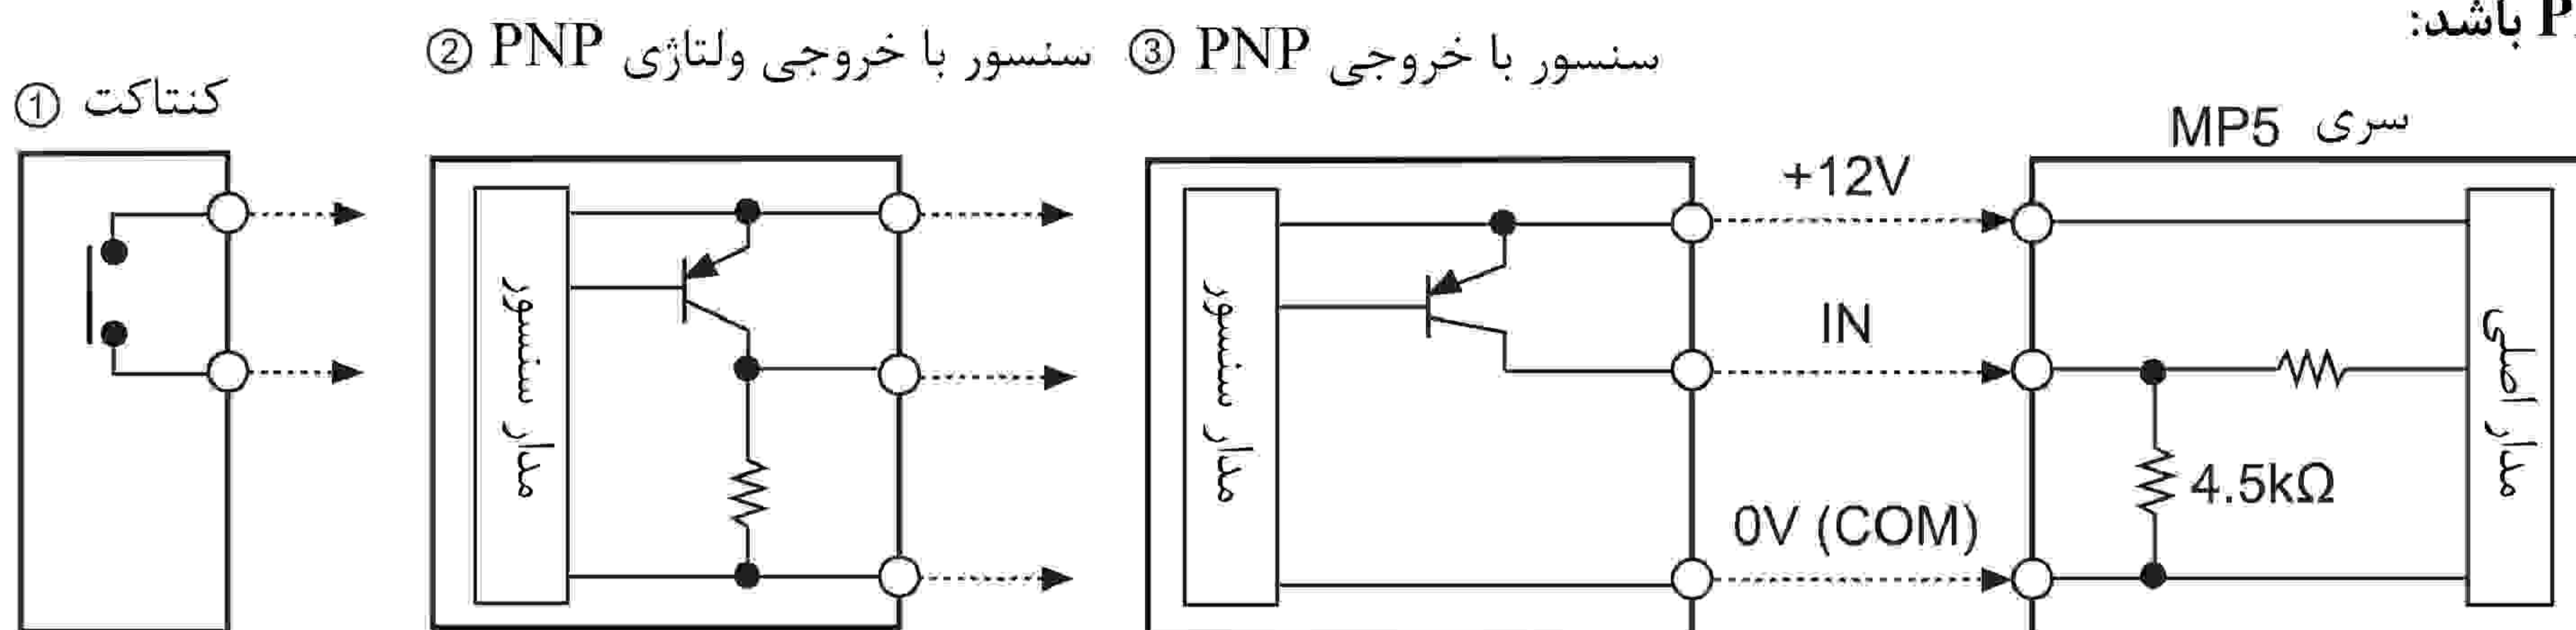 باشد:
① کنتاکت
② سنسور با خروجی ولتاژی PNP
③ سنسور با خروجی PNP
سری MP5
مدار سنسور
مدار سنسور
+12V
IN
0V (COM)
4.5kΩ
مدار اصلی